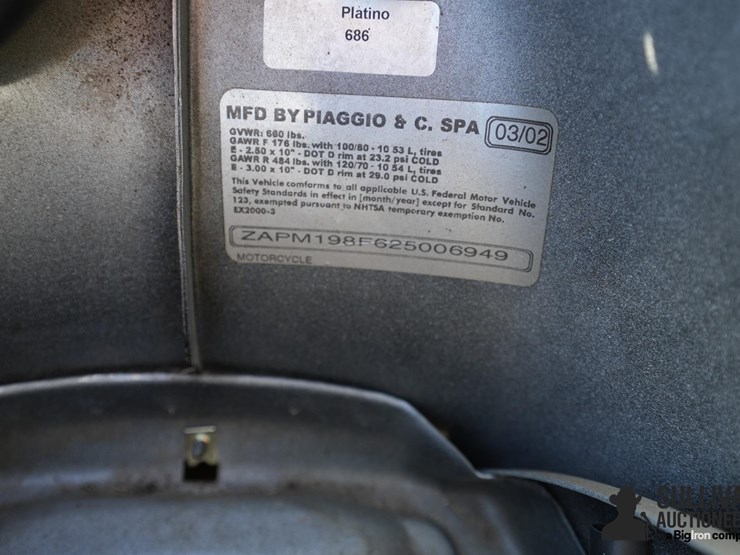 Platino
686
MFD BY PIAGGIO & C. SPA 03/02
GVWR: 660 lbs.
GAWR F 176 lbs. with 100/80 - 10 53 L, tires
E - 2.50 x 10" - DOT D rim at 23.2 psi COLD
GAWR R 484 lbs. with 120/70 - 10 54 L, tires
E - 3.00 x 10" - DOT D rim at 29.0 psi COLD
This Vehicle comforms to all applicable U.S. Federal Motor Vehicle
Safety Standards in effect in [month/year] except for Standard No.
123, exempted pursuant to NHTSA temporary exemption No.
EX2000-3
ZAPM198F625006949
MOTORCYCLE
AUCTIONEE
a BigIron comp